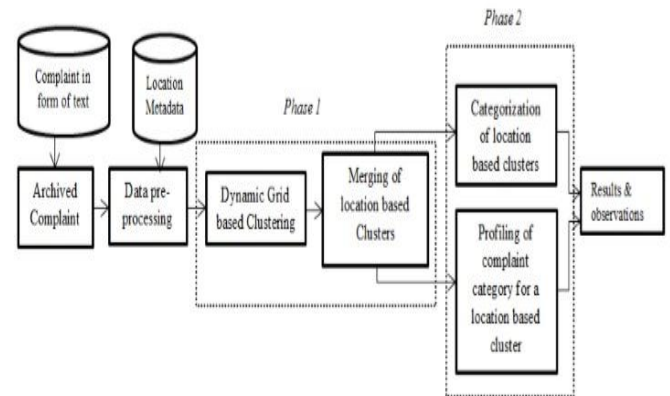 Phase 2
Complaint in
form of text
Location
Metadata
Phase 1
Categorization
of location
based clusters
Archived
Complaint
Data pre-
processing
Dynamic Grid
based Clustering
Merging of
location based
Clusters
Results &
observations
Profiling of
complaint
category for a
location based
cluster